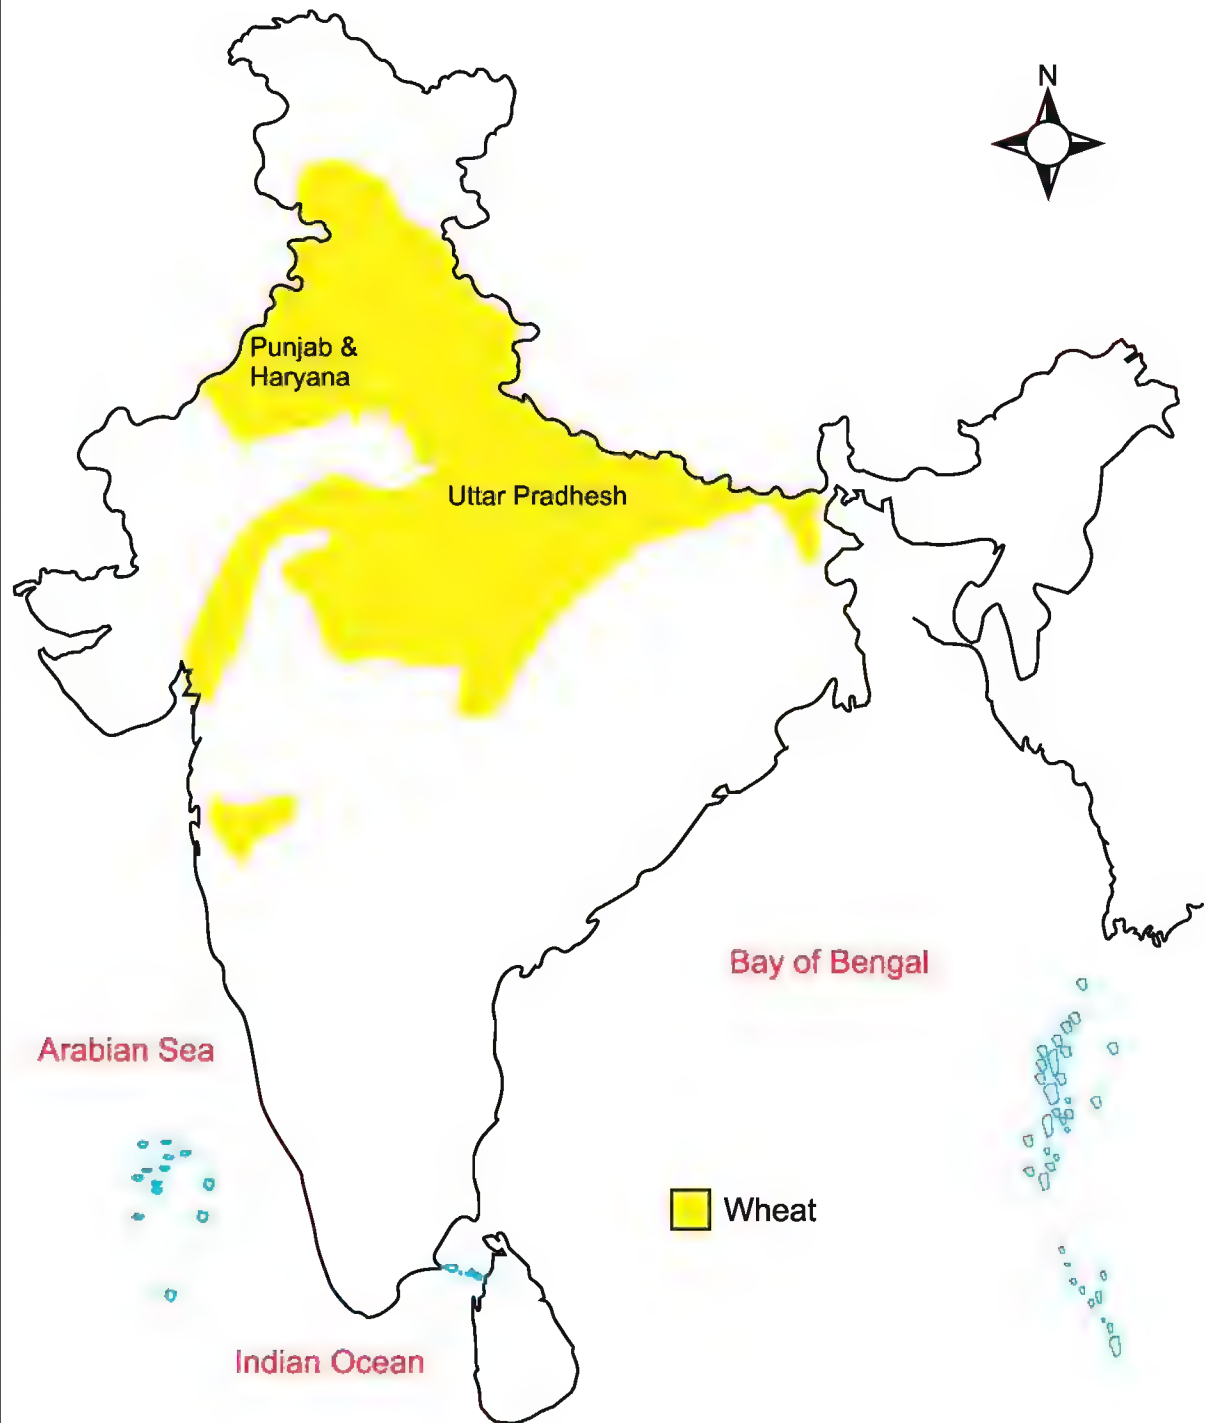 N
Punjab &
Haryana
Uttar Pradhesh
Bay of Bengal
Arabian Sea
Wheat
Indian Ocean